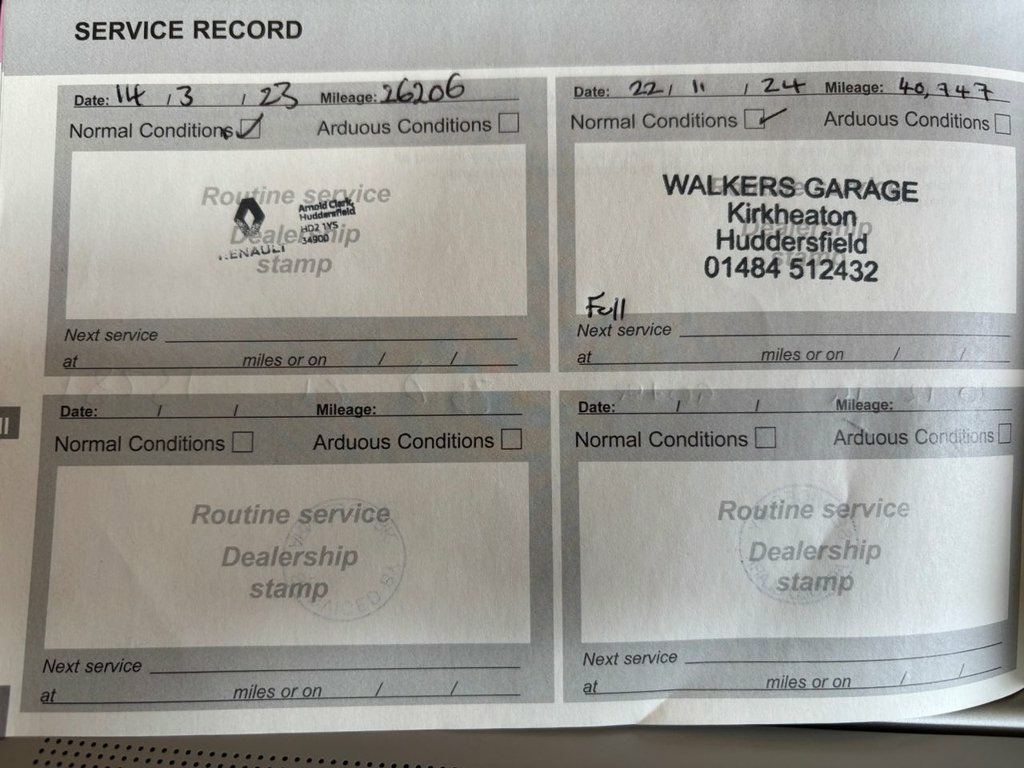 SERVICE RECORD
Date: 14 / 3 / 23 Mileage: 26206
Normal Conditions ✓ Arduous Conditions
Routine service
Dealership
stamp
RENAULT
Arnold Clark
Huddersfield
HD2 1YS
34900
Next service
at miles or on / /
Date: 22 / 11 / 24 Mileage: 40,747
Normal Conditions ✓ Arduous Conditions
WALKERS GARAGE
Kirkheaton
Huddersfield
01484 512432
Dealership
stamp
Full
Next service
at miles or on / /
Date: / / Mileage:
Normal Conditions Arduous Conditions
Routine service
Dealership
stamp
Next service
at miles or on / /
Date: / / Mileage:
Normal Conditions Arduous Conditions
Routine service
Dealership
stamp
Next service
at miles or on / /